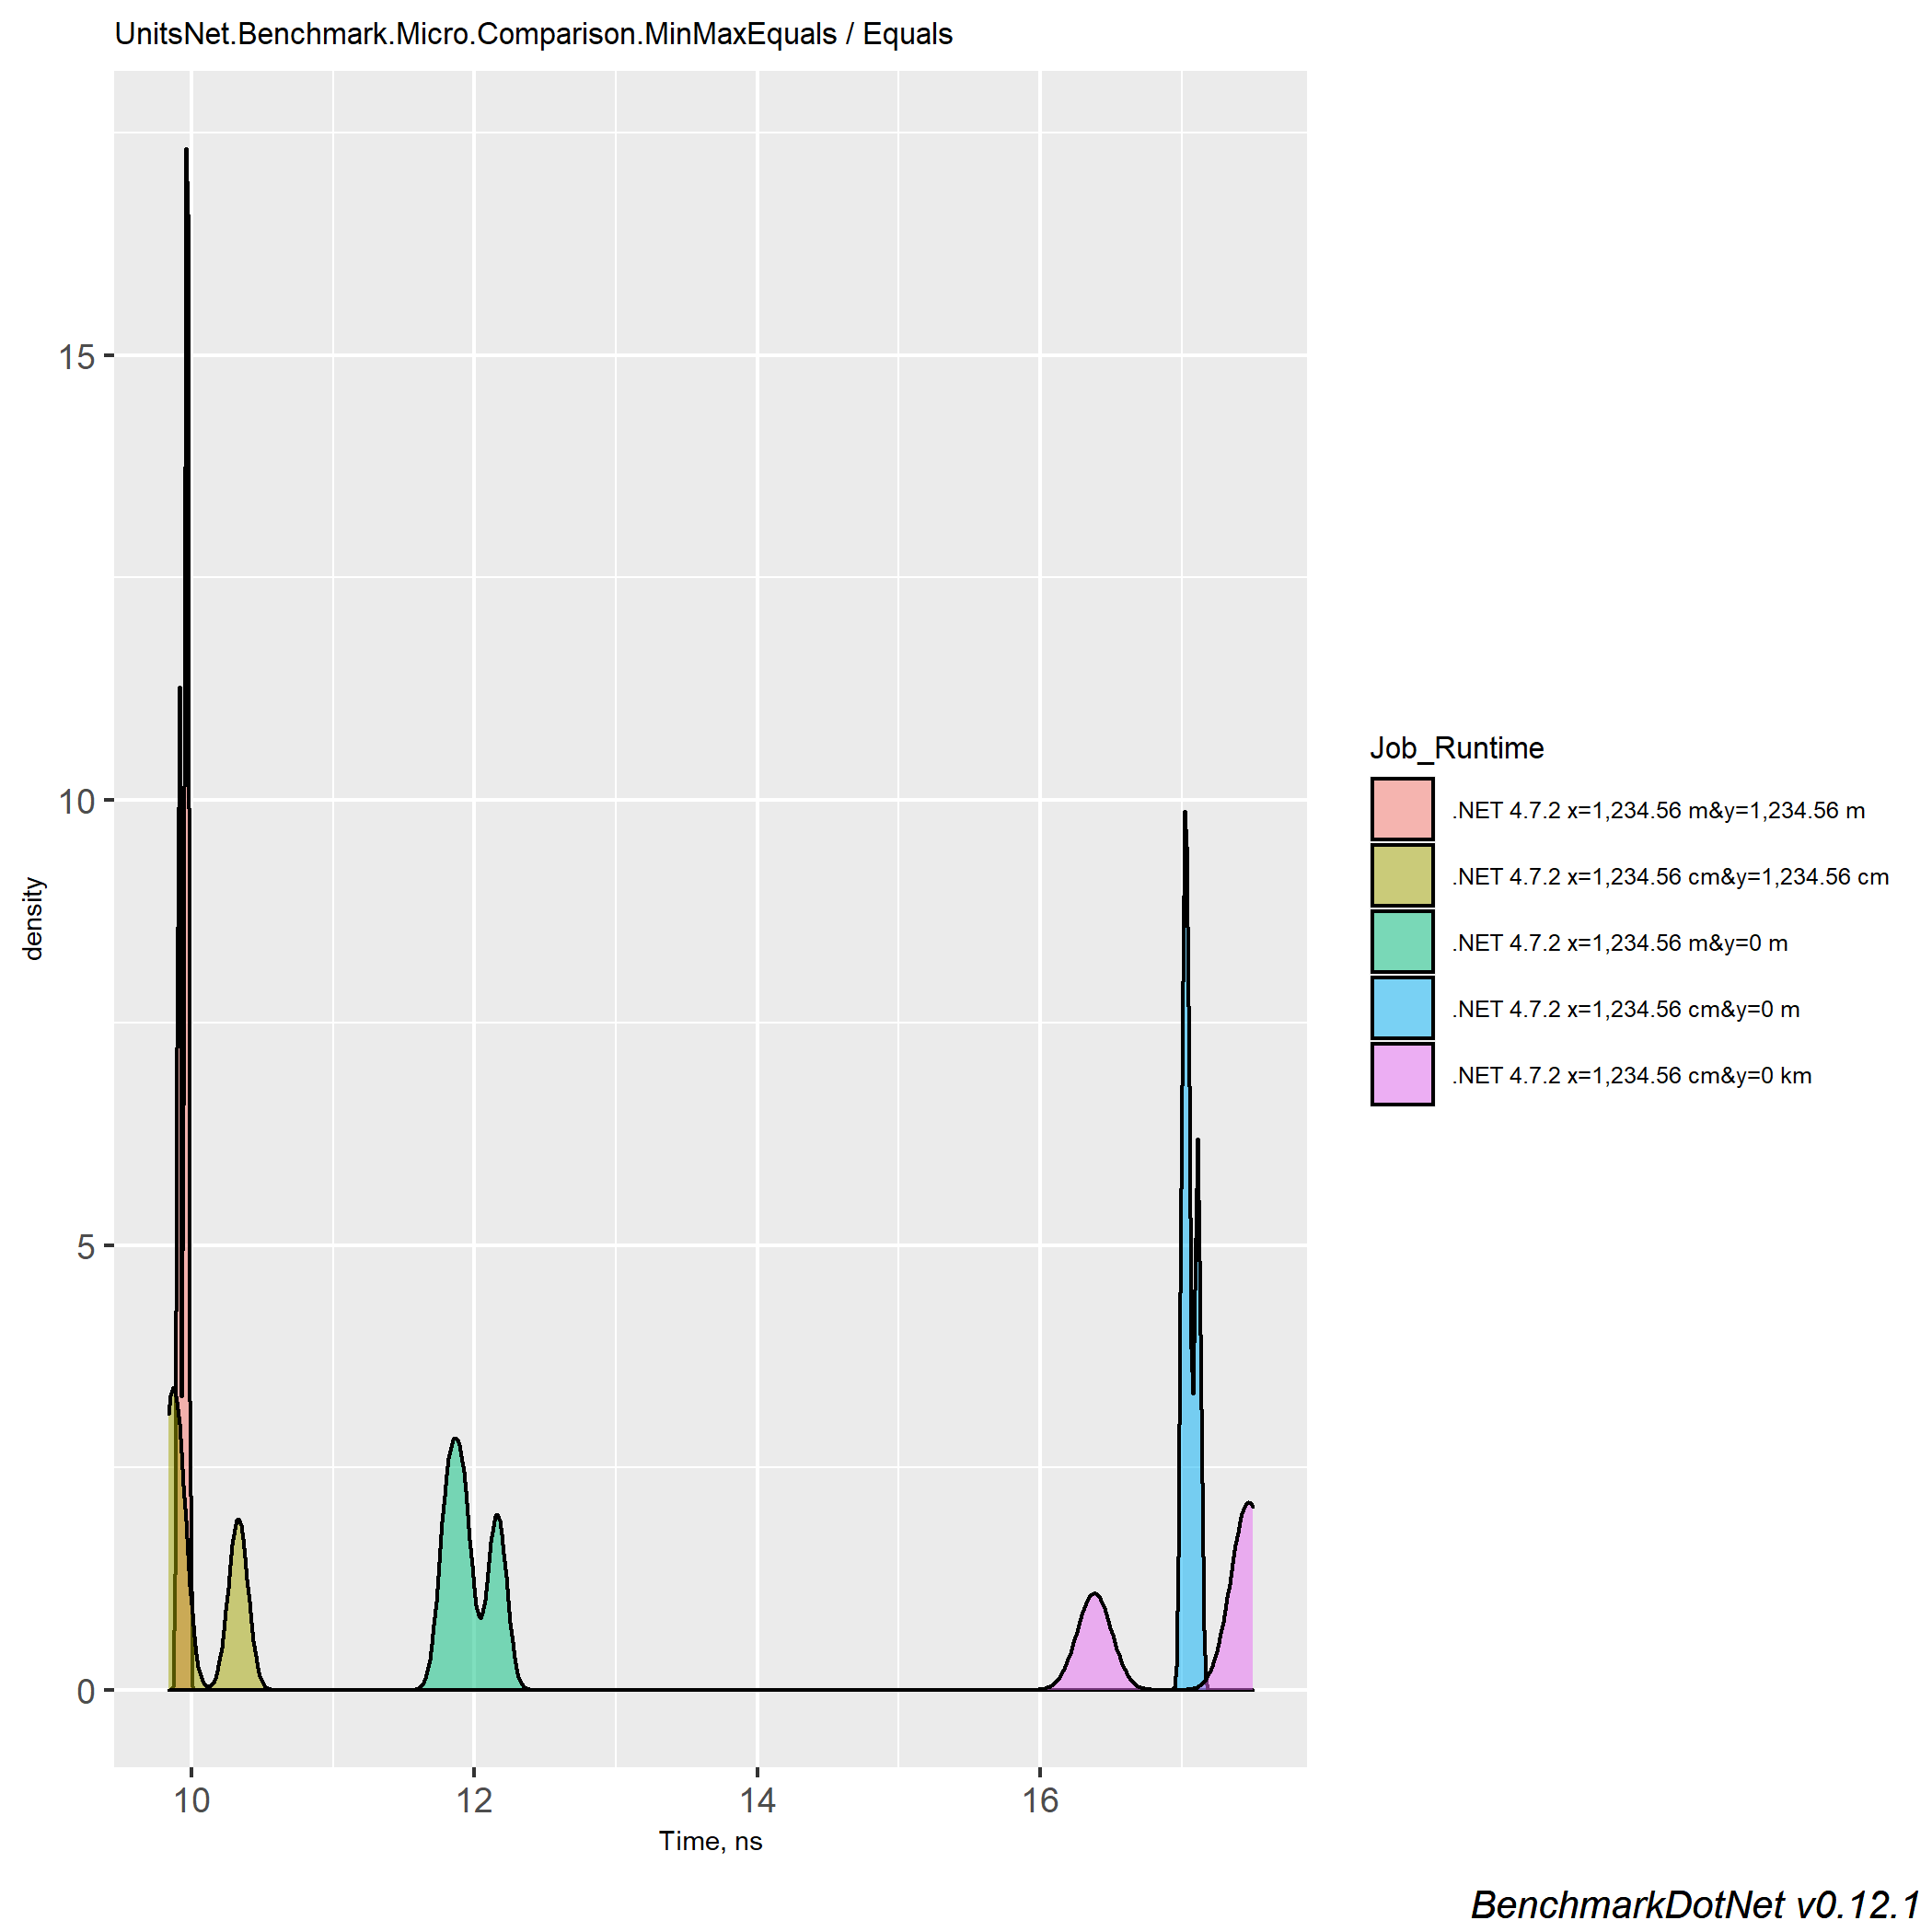 UnitsNet.Benchmark.Micro.Comparison.MinMaxEquals / Equals
15
10
5
0
density
10 12 14 16
Time, ns
Job_Runtime
.NET 4.7.2 x=1,234.56 m&y=1,234.56 m
.NET 4.7.2 x=1,234.56 cm&y=1,234.56 cm
.NET 4.7.2 x=1,234.56 m&y=0 m
.NET 4.7.2 x=1,234.56 cm&y=0 m
.NET 4.7.2 x=1,234.56 cm&y=0 km
BenchmarkDotNet v0.12.1